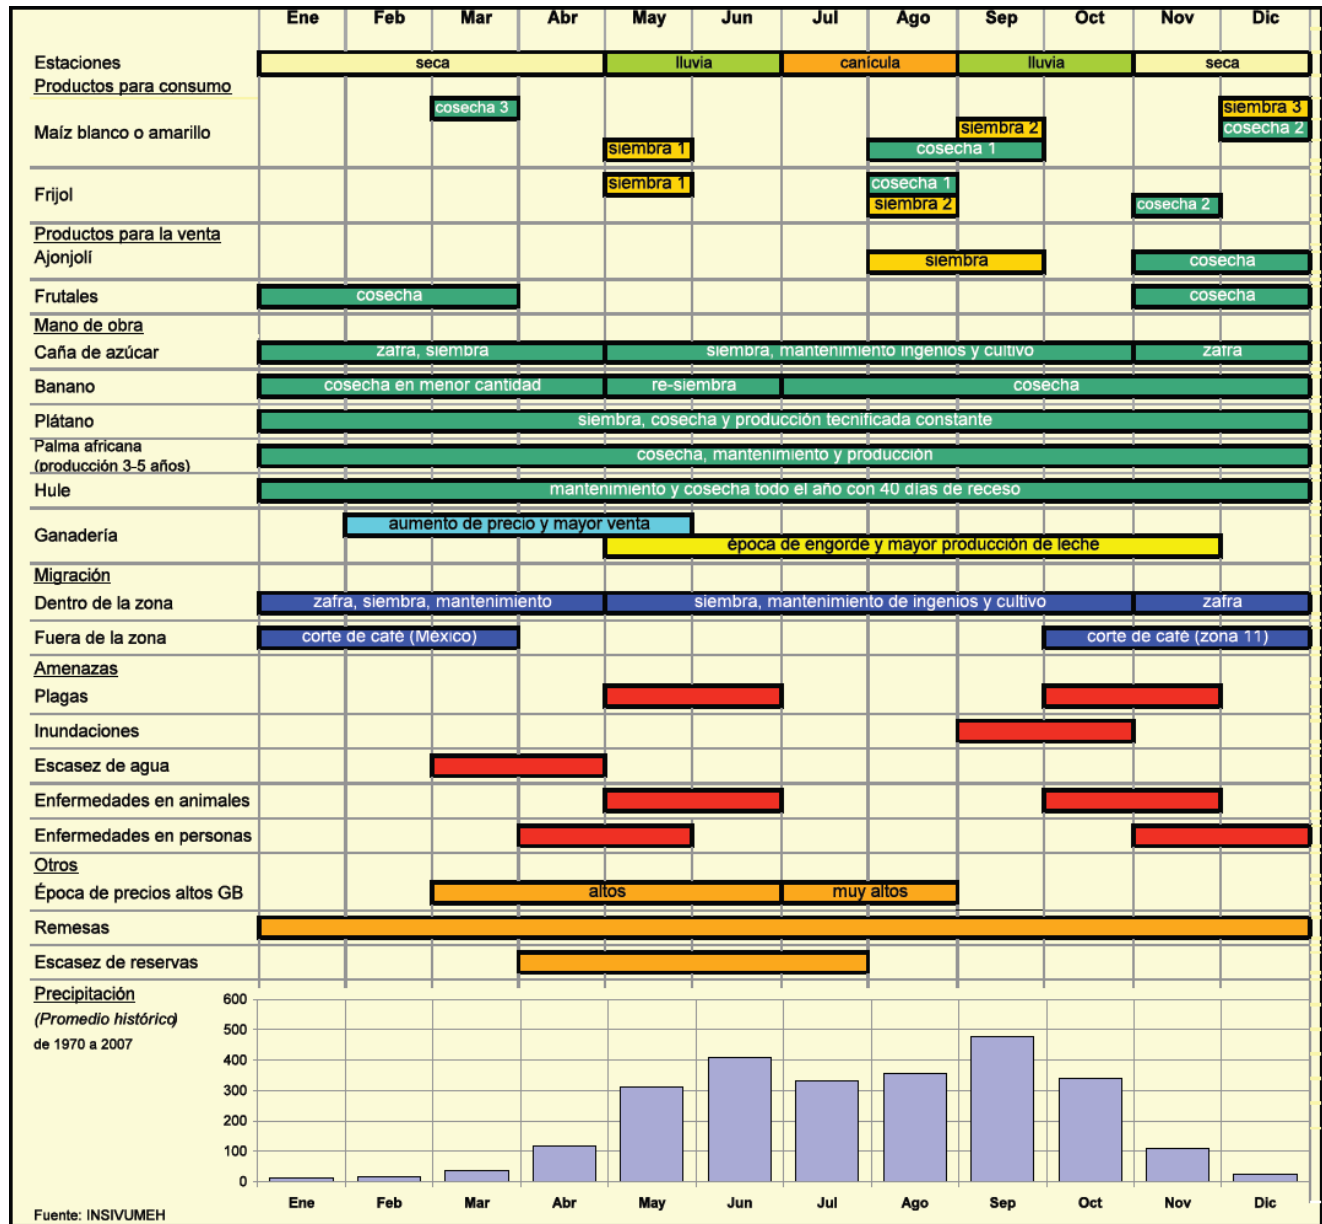 Ene Feb Mar Abr May Jun Jul Ago Sep Oct Nov Dic
Estaciones seca lluvia canícula lluvia seca
Productos para consumo
cosecha 3 siembra 3
Maíz blanco o amarillo siembra 2 cosecha 2
siembra 1 cosecha 1
siembra 1 cosecha 1
Frijol siembra 2 cosecha 2
Productos para la venta
Ajonjolí siembra cosecha
Frutales cosecha cosecha
Mano de obra
Caña de azúcar zafra, siembra siembra, mantenimiento ingenios y cultivo zafra
Banano cosecha en menor cantidad re-siembra cosecha
Plátano siembra, cosecha y producción tecnificada constante
Palma africana
(producción 3-5 años) cosecha, mantenimiento y producción
Hule mantenimiento y cosecha todo el año con 40 días de receso
aumento de precio y mayor venta
Ganadería
época de engorde y mayor producción de leche
Migración
Dentro de la zona zafra, siembra, mantenimiento siembra, mantenimiento de ingenios y cultivo zafra
Fuera de la zona corte de café (México) corte de café (zona 11)
Amenazas
Plagas
Inundaciones
Escasez de agua
Enfermedades en animales
Enfermedades en personas
Otros
Época de precios altos GB altos muy altos
Remesas
Escasez de reservas
Precipitación
(Promedio histórico)
de 1970 a 2007
600
500
400
300
200
100
0
Ene Feb Mar Abr May Jun Jul Ago Sep Oct Nov Dic
Fuente: INSIVUMEH